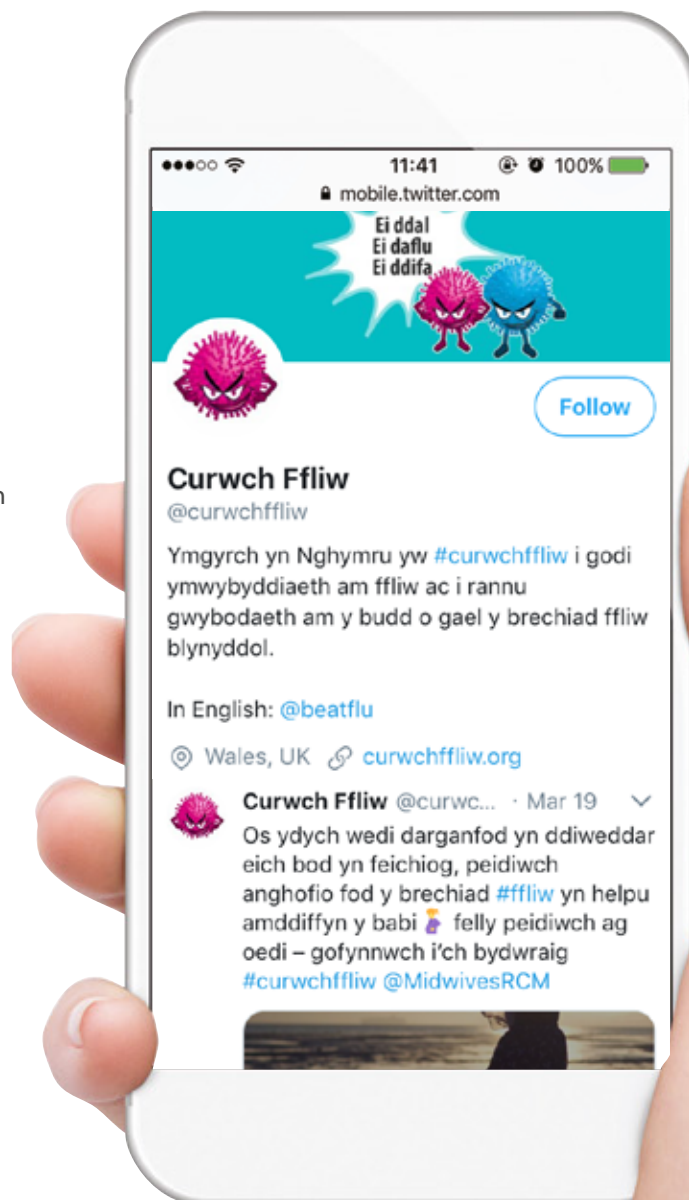 11:41
100%
mobile.twitter.com
Ei ddal
Ei daflu
Ei ddifa
Follow
Curwch Ffliw
@curwchffliw
Ymgyrch yn Nghymru yw #curwchffliw i godi
ymwybyddiaeth am ffliw ac i rannu
gwybodaeth am y budd o gael y brechiad ffliw
blynyddol.
In English: @beatflu
Wales, UK curwchffliw.org
Curwch Ffliw @curwc... · Mar 19
Os ydych wedi darganfod yn ddiweddar
eich bod yn feichiog, peidiwch
anghofio fod y brechiad #ffliw yn helpu
amddiffyn y babi 🤰 felly peidiwch ag
oedi – gofynnwch i'ch bydwraig
#curwchffliw @MidwivesRCM